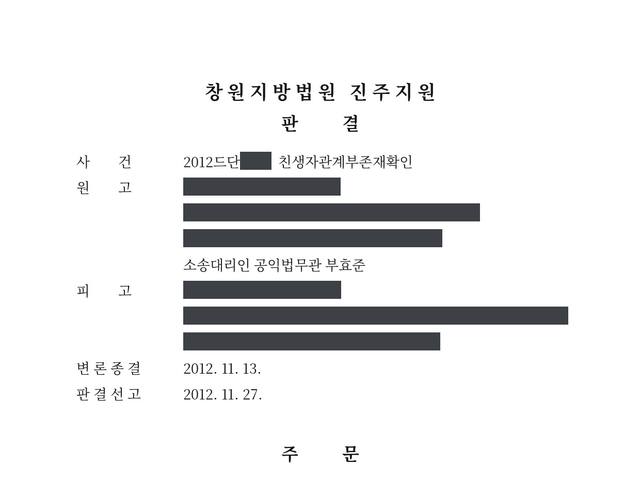 창원지방법원 진주지원
판 결
사 건 2012드단 친생자관계부존재확인
원 고
소송대리인 공익법무관 부효준
피 고
변론종결 2012. 11. 13.
판결선고 2012. 11. 27.
주 문